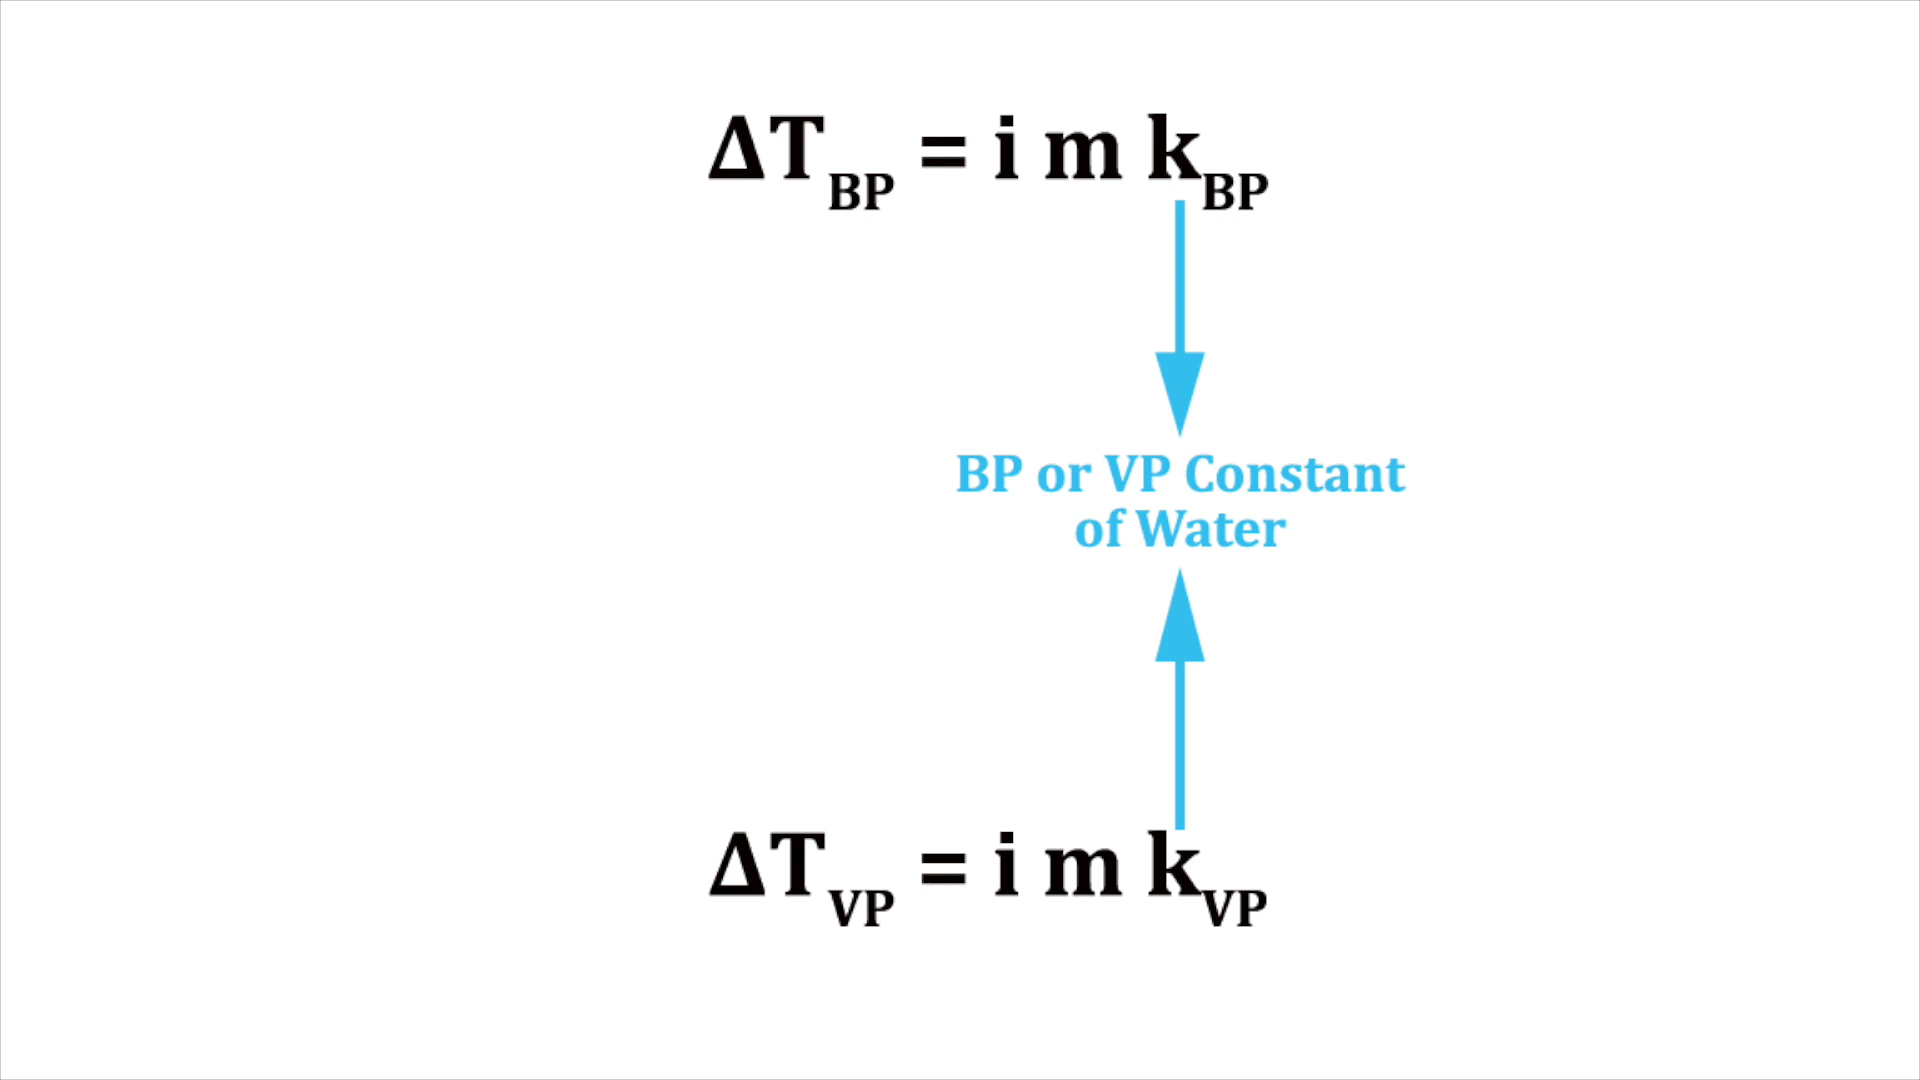 ΔT_BP = i m k_BP
BP or VP Constant
of Water
ΔT_VP = i m k_VP